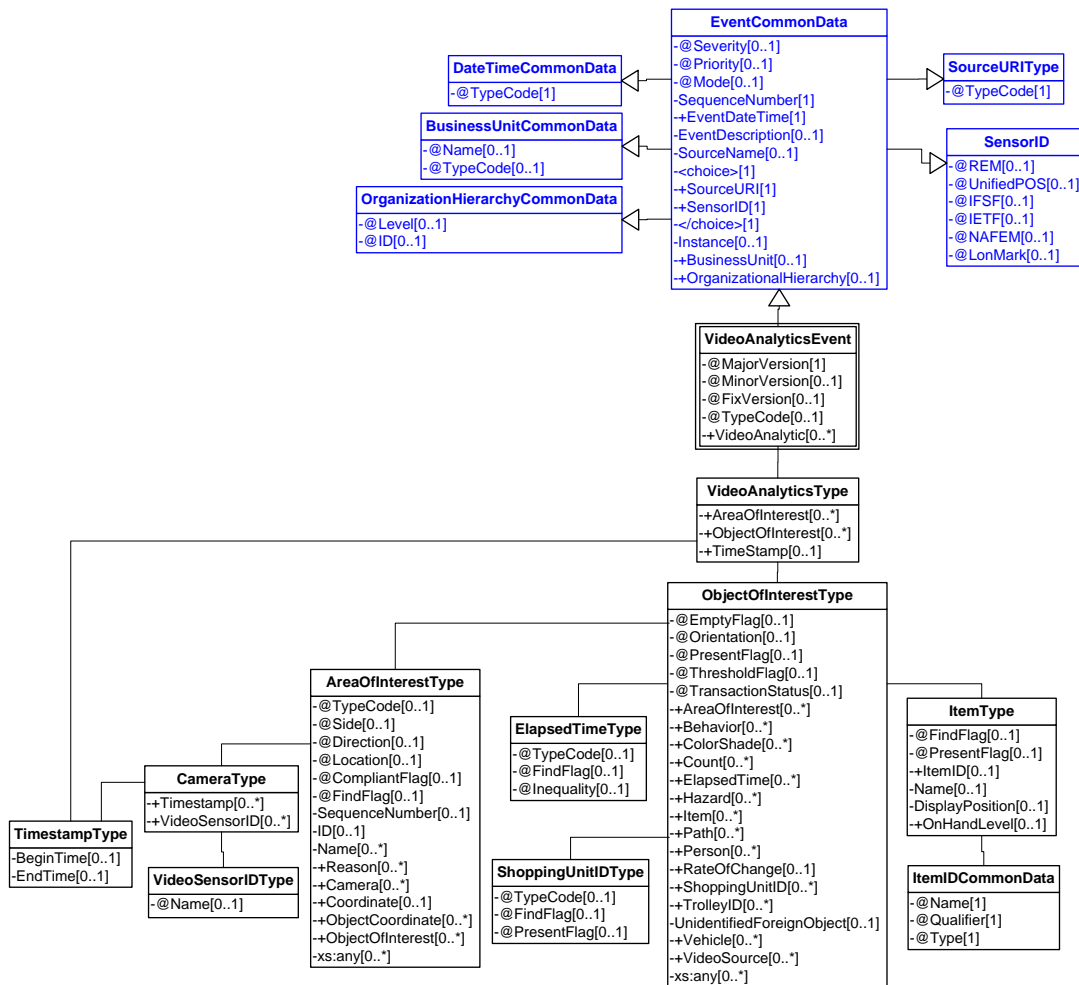 EventCommonData
-@Severity[0..1]
-@Priority[0..1]
-@Mode[0..1]
-SequenceNumber[1]
-+EventDateTime[1]
-EventDescription[0..1]
-SourceName[0..1]
-<choice>[1]
-+SourceURI[1]
-+SensorID[1]
-</choice>[1]
-Instance[0..1]
-+BusinessUnit[0..1]
-+OrganizationalHierarchy[0..1]
DateTimeCommonData
-@TypeCode[1]
BusinessUnitCommonData
-@Name[0..1]
-@TypeCode[0..1]
OrganizationHierarchyCommonData
-@Level[0..1]
-@ID[0..1]
SourceURIType
-@TypeCode[1]
SensorID
-@REM[0..1]
-@UnifiedPOS[0..1]
-@IFSF[0..1]
-@IETF[0..1]
-@NAFEM[0..1]
-@LonMark[0..1]
VideoAnalyticsEvent
-@MajorVersion[1]
-@MinorVersion[0..1]
-@FixVersion[0..1]
-@TypeCode[0..1]
-+VideoAnalytic[0..*]
VideoAnalyticsType
-+AreaOfInterest[0..*]
-+ObjectOfInterest[0..*]
-+TimeStamp[0..1]
ObjectOfInterestType
-@EmptyFlag[0..1]
-@Orientation[0..1]
-@PresentFlag[0..1]
-@ThresholdFlag[0..1]
-@TransactionStatus[0..1]
-+AreaOfInterest[0..*]
-+Behavior[0..*]
-+ColorShade[0..*]
-+Count[0..*]
-+ElapsedTime[0..*]
-+Hazard[0..*]
-+Item[0..*]
-+Path[0..*]
-+Person[0..*]
-+RateOfChange[0..1]
-+ShoppingUnitID[0..*]
-+TrolleyID[0..*]
-UnidentifiedForeignObject[0..1]
-+Vehicle[0..*]
-+VideoSource[0..*]
-xs:any[0..*]
AreaOfInterestType
-@TypeCode[0..1]
-@Side[0..1]
-@Direction[0..1]
-@Location[0..1]
-@CompliantFlag[0..1]
-@FindFlag[0..1]
-SequenceNumber[0..1]
-ID[0..1]
-Name[0..*]
-+Reason[0..*]
-+Camera[0..*]
-+Coordinate[0..1]
-+ObjectCoordinate[0..*]
-+ObjectOfInterest[0..*]
-xs:any[0..*]
ElapsedTimeType
-@TypeCode[0..1]
-@FindFlag[0..1]
-@Inequality[0..1]
ItemType
-@FindFlag[0..1]
-@PresentFlag[0..1]
-+ItemID[0..1]
-Name[0..1]
-DisplayPosition[0..1]
-+OnHandLevel[0..1]
CameraType
-+Timestamp[0..*]
-+VideoSensorID[0..*]
TimestampType
-BeginTime[0..1]
-EndTime[0..1]
VideoSensorIDType
-@Name[0..1]
ShoppingUnitIDType
-@TypeCode[0..1]
-@FindFlag[0..1]
-@PresentFlag[0..1]
ItemIDCommonData
-@Name[1]
-@Qualifier[1]
-@Type[1]